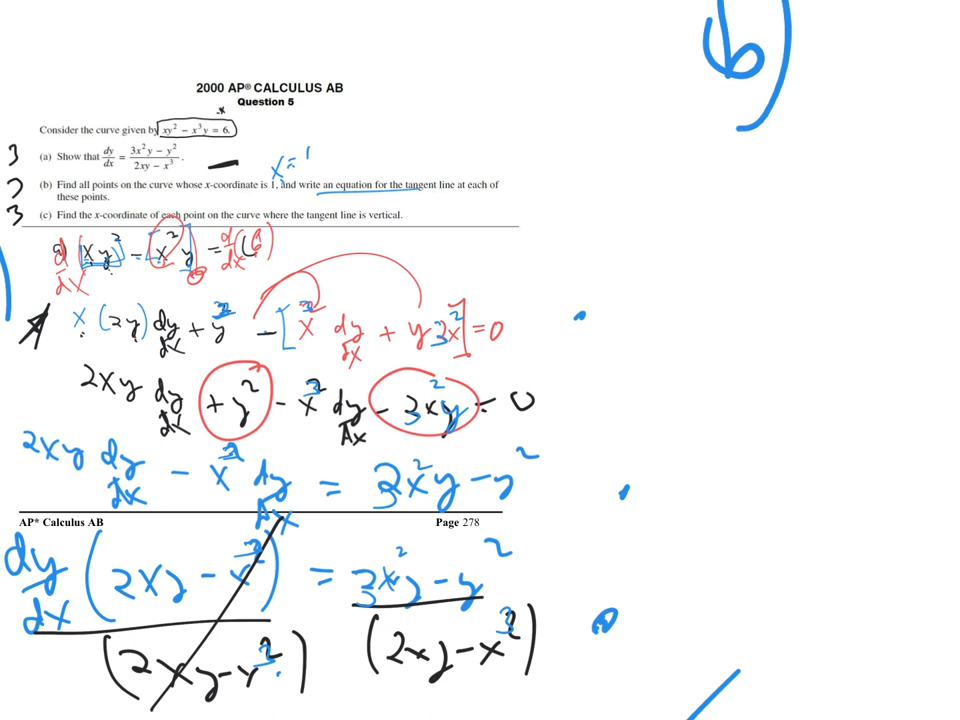 b)
2000 AP® CALCULUS AB
Question 5
Consider the curve given by xy² − x³y = 6.
3 (a) Show that dy/dx = (3x²y − y²)/(2xy − x³).
x = 1
(b) Find all points on the curve whose x-coordinate is 1, and write an equation for the tangent line at each of
these points.
3 (c) Find the x-coordinate of each point on the curve where the tangent line is vertical.
d/dx [xy²] − [x²y] = d/dx (6)
x (2y) dy/dx + y² − [x³ dy/dx + y 3x²] = 0
2xy dy/dx + y² − x³ dy/dx − 3x²y = 0
2xy dy/dx − x³ dy/dx = 3x²y − y²
AP* Calculus AB Page 278
dy/dx (2xy − x³) = 3x²y − y²
(2xy − x³) (2xy − x³)